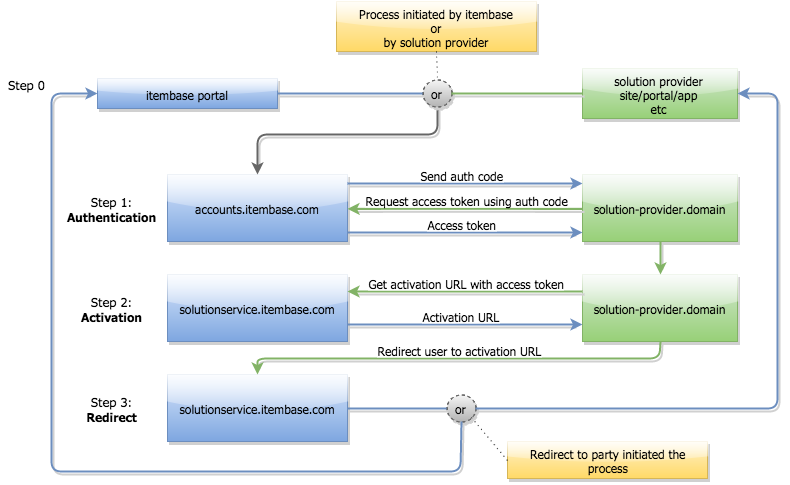 Process initiated by itembase
or
by solution provider
Step 0
itembase portal
or
solution provider
site/portal/app
etc
Step 1:
Authentication
accounts.itembase.com
Send auth code
Request access token using auth code
Access token
solution-provider.domain
Step 2:
Activation
solutionservice.itembase.com
Get activation URL with access token
Activation URL
solution-provider.domain
Redirect user to activation URL
Step 3:
Redirect
solutionservice.itembase.com
or
Redirect to party initiated the
process